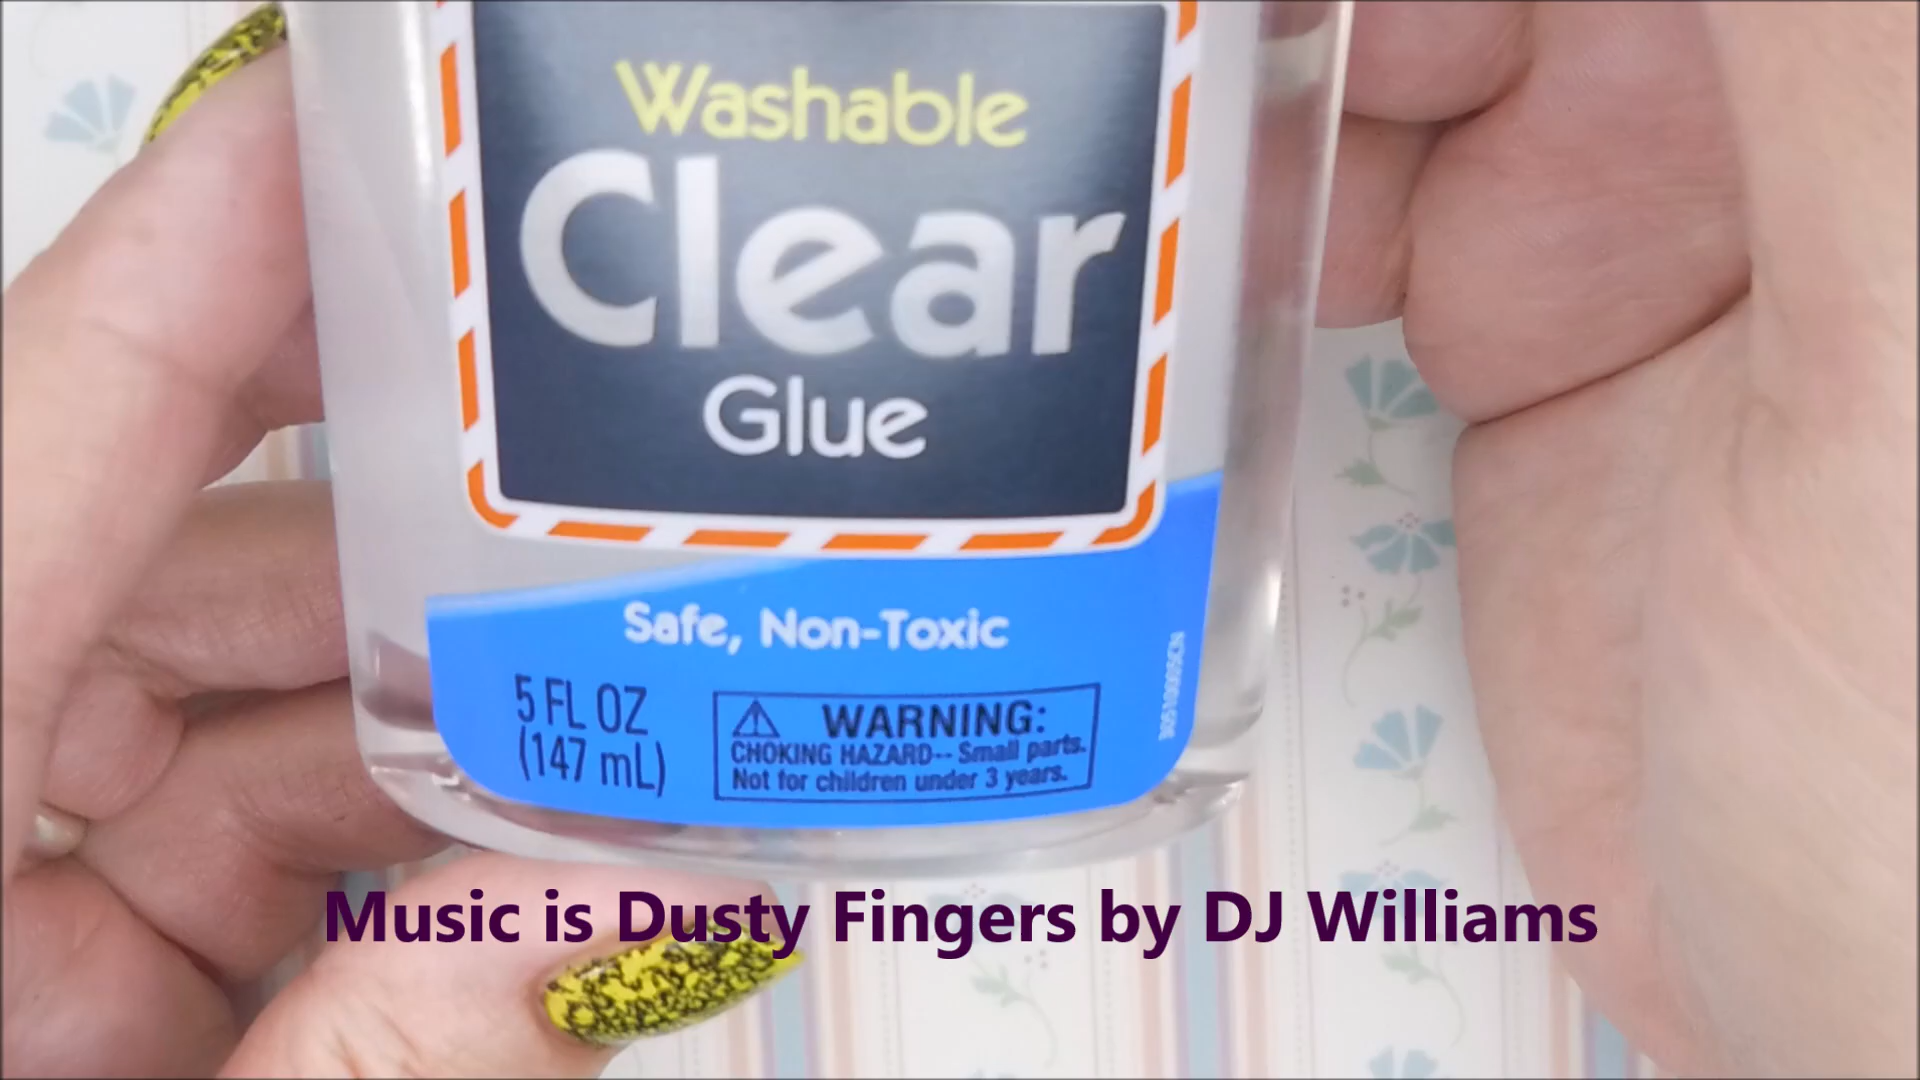 Washable
Clear
Glue
Safe, Non-Toxic
5 FL OZ
(147 mL)
WARNING:
CHOKING HAZARD-- Small parts.
Not for children under 3 years.
Music is Dusty Fingers by DJ Williams